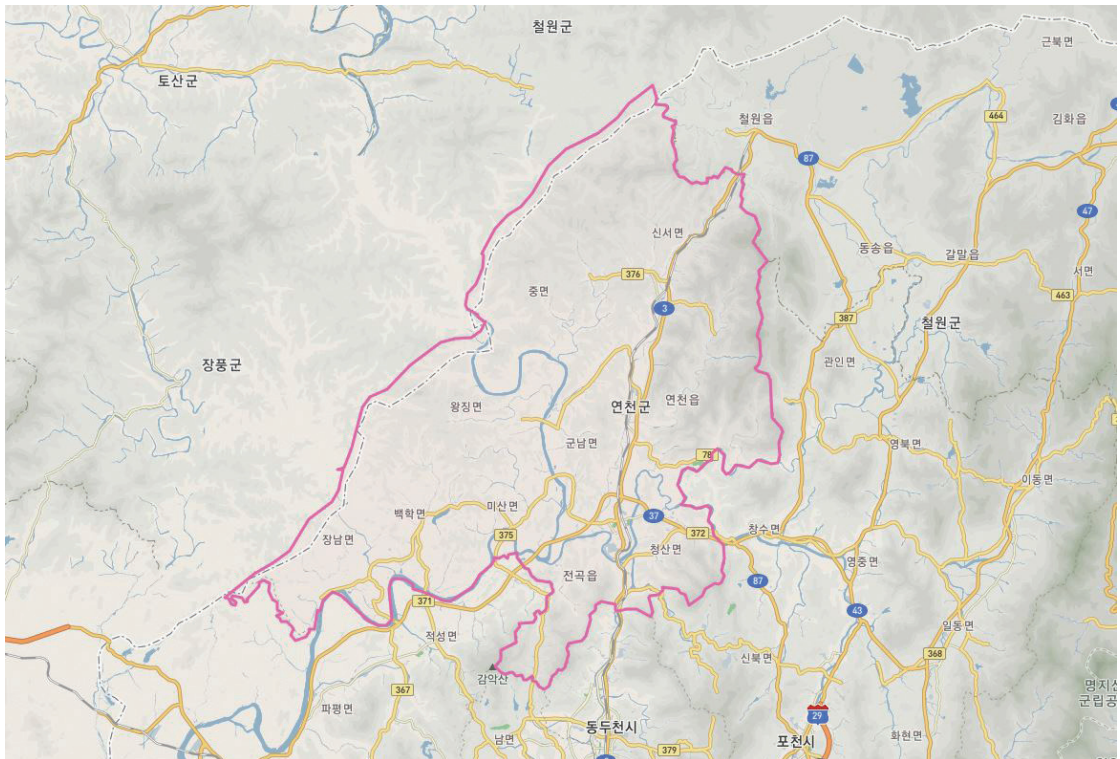 철원군
근북면
토산군
464
철원읍
김화읍
87
47
신서면
동송읍
갈말읍
서면
376
중면
463
3
387
철원군
장풍군
관인면
왕징면
연천군
연천읍
군남면
영북면
78
이동면
미산면
백학면
37
장남면
375
372
창수면
청산면
영중면
전곡읍
87
371
43
적성면
일동면
368
신북면
감악산
367
명지산
군립공
파평면
29
남면
동두천시
포천시
화현면
379